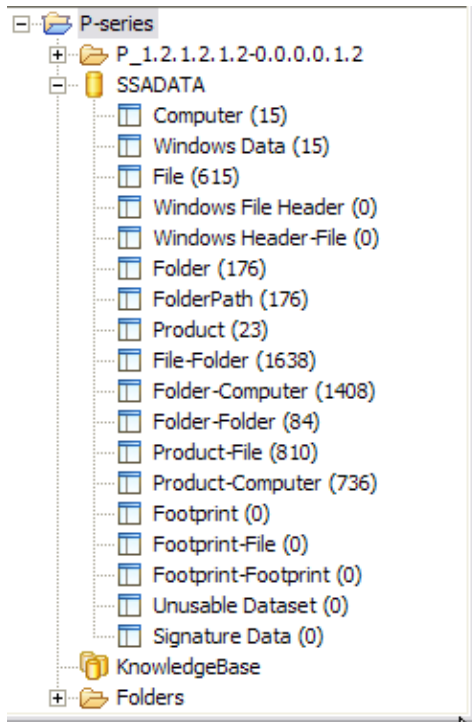 P-series
P_1.2.1.2.1.2-0.0.0.0.1.2
SSADATA
Computer (15)
Windows Data (15)
File (615)
Windows File Header (0)
Windows Header-File (0)
Folder (176)
FolderPath (176)
Product (23)
File-Folder (1638)
Folder-Computer (1408)
Folder-Folder (84)
Product-File (810)
Product-Computer (736)
Footprint (0)
Footprint-File (0)
Footprint-Footprint (0)
Unusable Dataset (0)
Signature Data (0)
KnowledgeBase
Folders